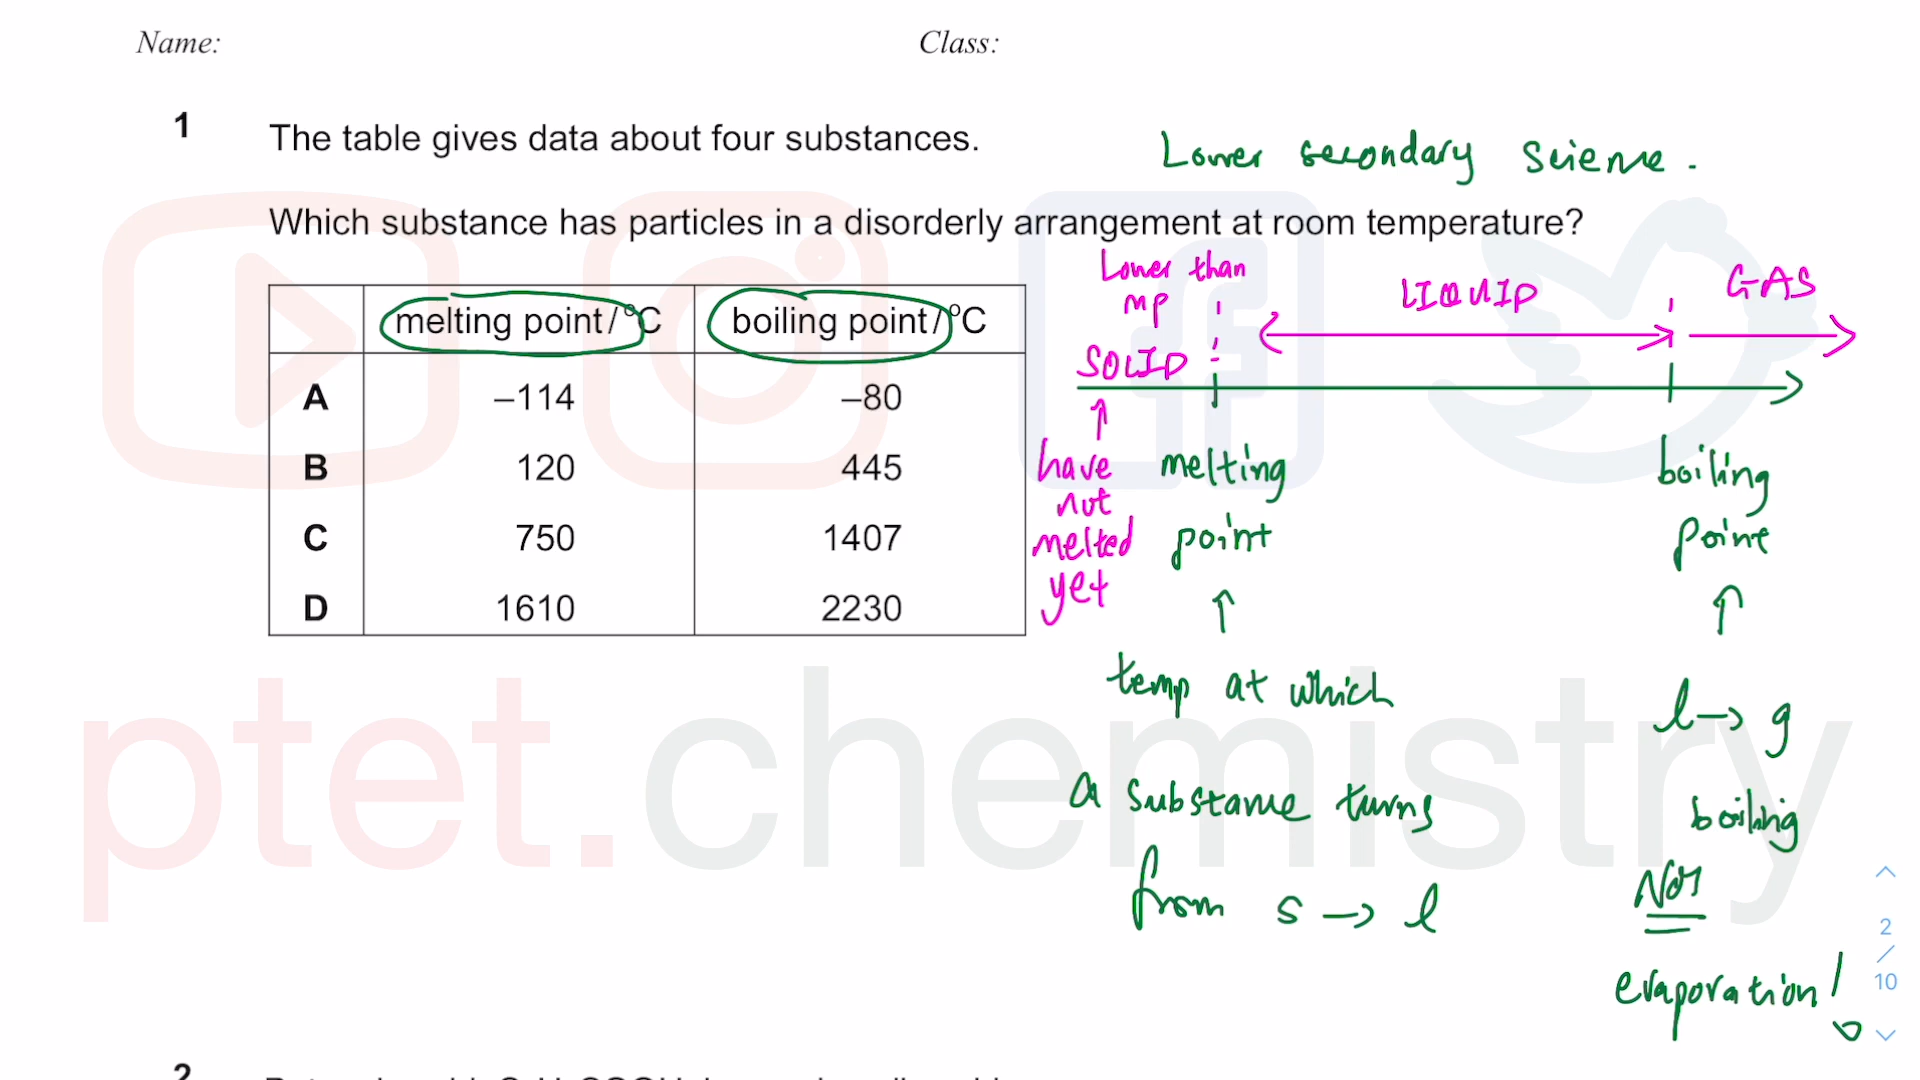 Name: Class:
1 The table gives data about four substances.
Lower secondary Science.
Which substance has particles in a disorderly arrangement at room temperature?
melting point/°C boiling point/°C
A –114 –80
B 120 445
C 750 1407
D 1610 2230
Lower than
mp
SOLID
LIQUID
GAS
have
not
melted
yet
melting
point
↑
temp at which
a substance turns
from s → l
boiling
point
↑
l → g
boiling
NOT
evaporation!
ptet.chemistry
2
/
10
2